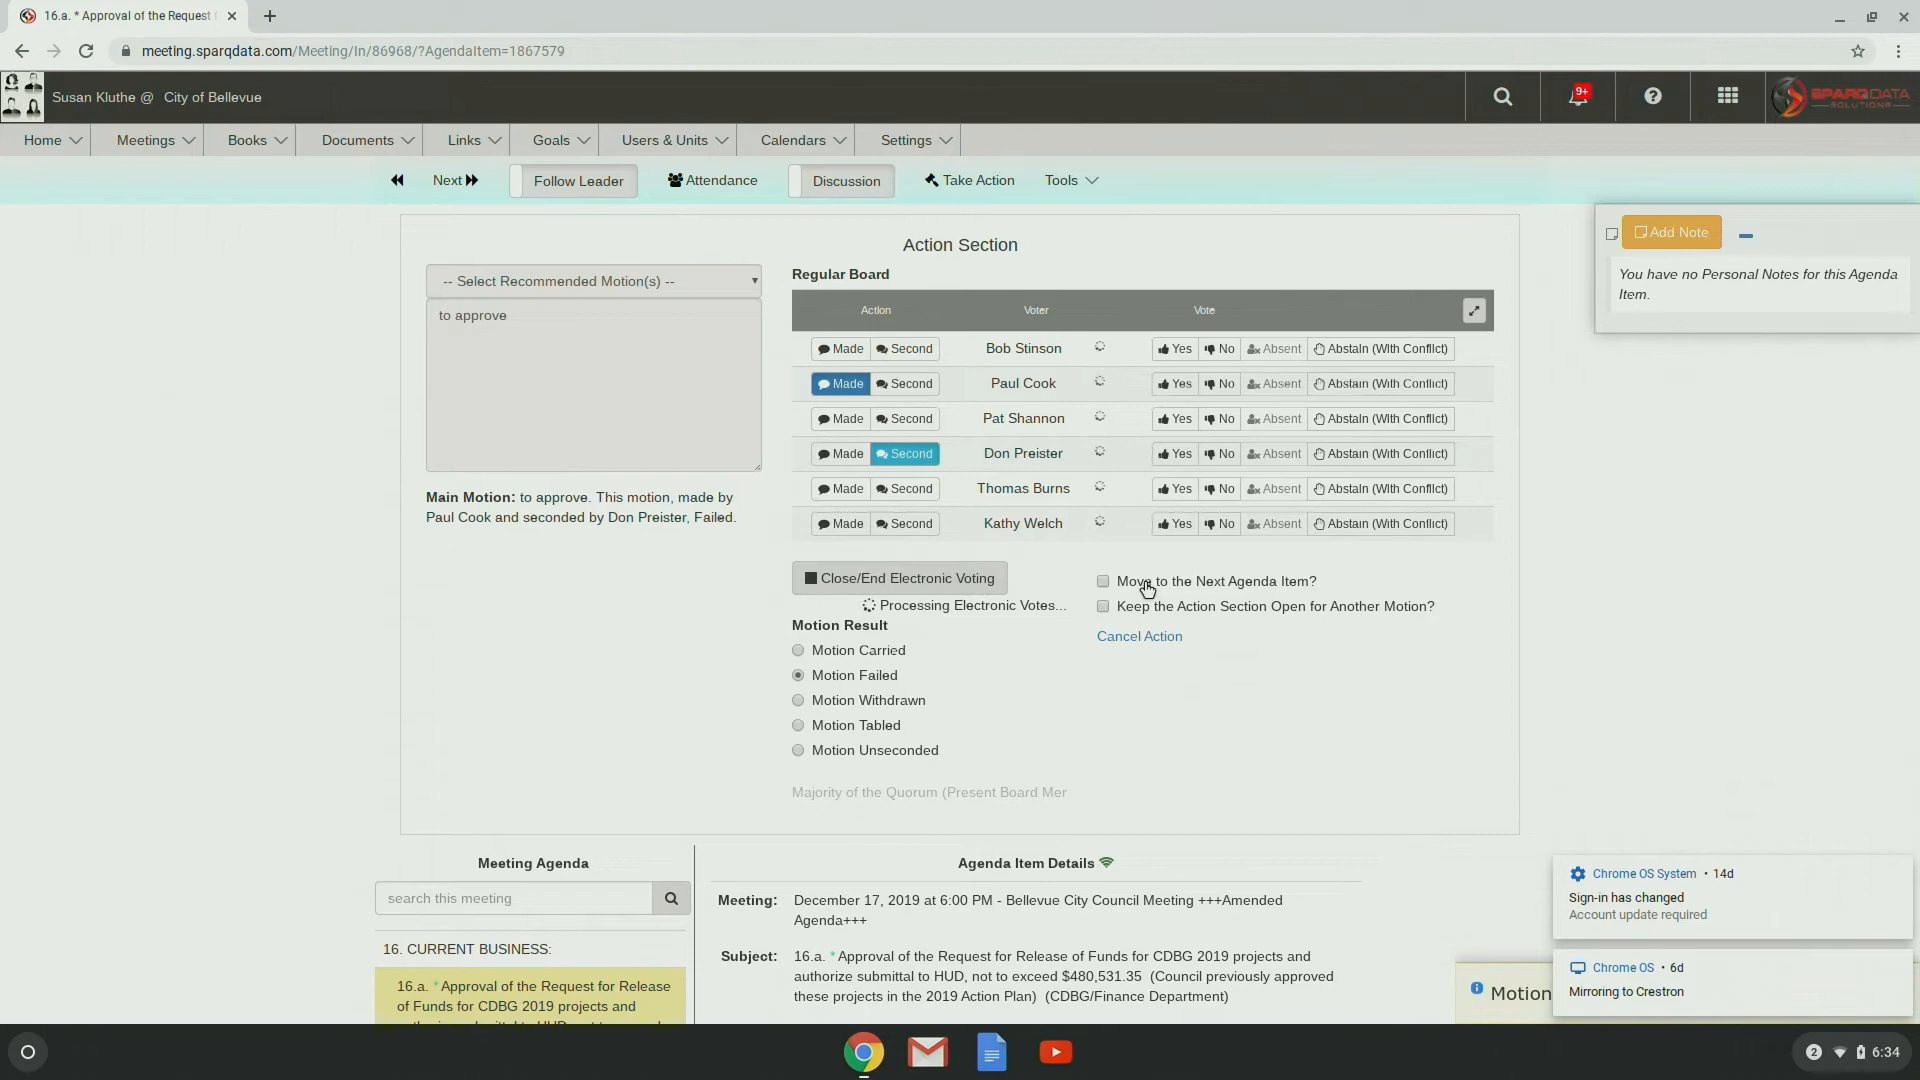 16.a. * Approval of the Request f
meeting.sparqdata.com/Meeting/In/86968/?AgendaItem=1867579
Susan Kluthe @ City of Bellevue
9+
SPARQDATA
SOLUTIONS
Home
Meetings
Books
Documents
Links
Goals
Users & Units
Calendars
Settings
Next
Follow Leader
Attendance
Discussion
Take Action
Tools
Add Note
You have no Personal Notes for this Agenda
Item.
Action Section
-- Select Recommended Motion(s) --
to approve
Main Motion: to approve. This motion, made by
Paul Cook and seconded by Don Preister, Failed.
Regular Board
Action Voter Vote
Made Second Bob Stinson Yes No Absent Abstain (With Conflict)
Made Second Paul Cook Yes No Absent Abstain (With Conflict)
Made Second Pat Shannon Yes No Absent Abstain (With Conflict)
Made Second Don Preister Yes No Absent Abstain (With Conflict)
Made Second Thomas Burns Yes No Absent Abstain (With Conflict)
Made Second Kathy Welch Yes No Absent Abstain (With Conflict)
Close/End Electronic Voting
Processing Electronic Votes...
Move to the Next Agenda Item?
Keep the Action Section Open for Another Motion?
Cancel Action
Motion Result
Motion Carried
Motion Failed
Motion Withdrawn
Motion Tabled
Motion Unseconded
Majority of the Quorum (Present Board Mer
Meeting Agenda
search this meeting
16. CURRENT BUSINESS:
16.a. * Approval of the Request for Release
of Funds for CDBG 2019 projects and
Agenda Item Details
Meeting: December 17, 2019 at 6:00 PM - Bellevue City Council Meeting +++Amended
Agenda+++
Subject: 16.a. * Approval of the Request for Release of Funds for CDBG 2019 projects and
authorize submittal to HUD, not to exceed $480,531.35 (Council previously approved
these projects in the 2019 Action Plan) (CDBG/Finance Department)
Motion
Chrome OS System • 14d
Sign-in has changed
Account update required
Chrome OS • 6d
Mirroring to Crestron
2
6:34